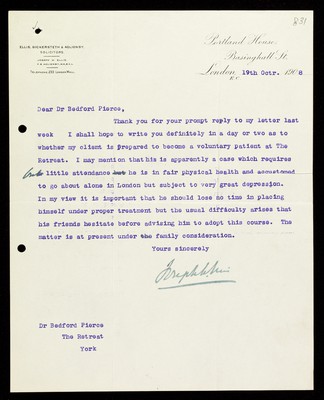 831
ELLIS, BICKERSTETH & HOLROYD.
SOLICITORS.
JOSEPH W. ELLIS.
Portland House,
Basinghall St.
London, 19th Octr. 1908
E.C.
Dear Dr Bedford Pierce,
Thank you for your prompt reply to my letter last
week I shall hope to write you definitely in a day or two as to
whether my client is prepared to become a voluntary patient at The
Retreat. I may mention that his is apparently a case which requires
but little attendance but he is in fair physical health and accustomed
to go about alone in London but subject to very great depression.
In my view it is important that he should lose no time in placing
himself under proper treatment but the usual difficulty arises that
his friends hesitate before advising him to adopt this course. The
matter is at present under the family consideration.
Yours sincerely
Dr Bedford Pierce
The Retreat
York